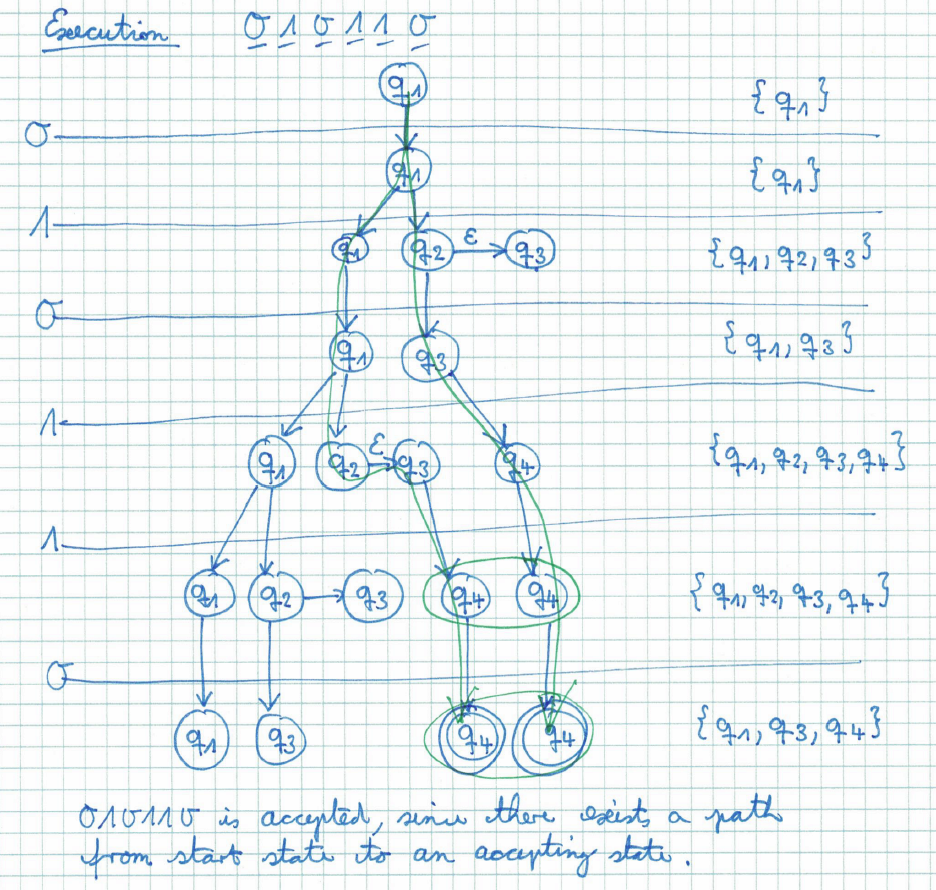 Execution 0 1 0 1 1 0
q1 { q1 }
0
q1 { q1 }
1
q1 q2 ε q3 { q1, q2, q3 }
0
q1 q3 { q1, q3 }
1
q1 q2 ε q3 q4 { q1, q2, q3, q4 }
1
q1 q2 q3 q4 q4 { q1, q2, q3, q4 }
0
q1 q3 q4 q4 { q1, q3, q4 }
010110 is accepted, since there exists a path
from start state to an accepting state.